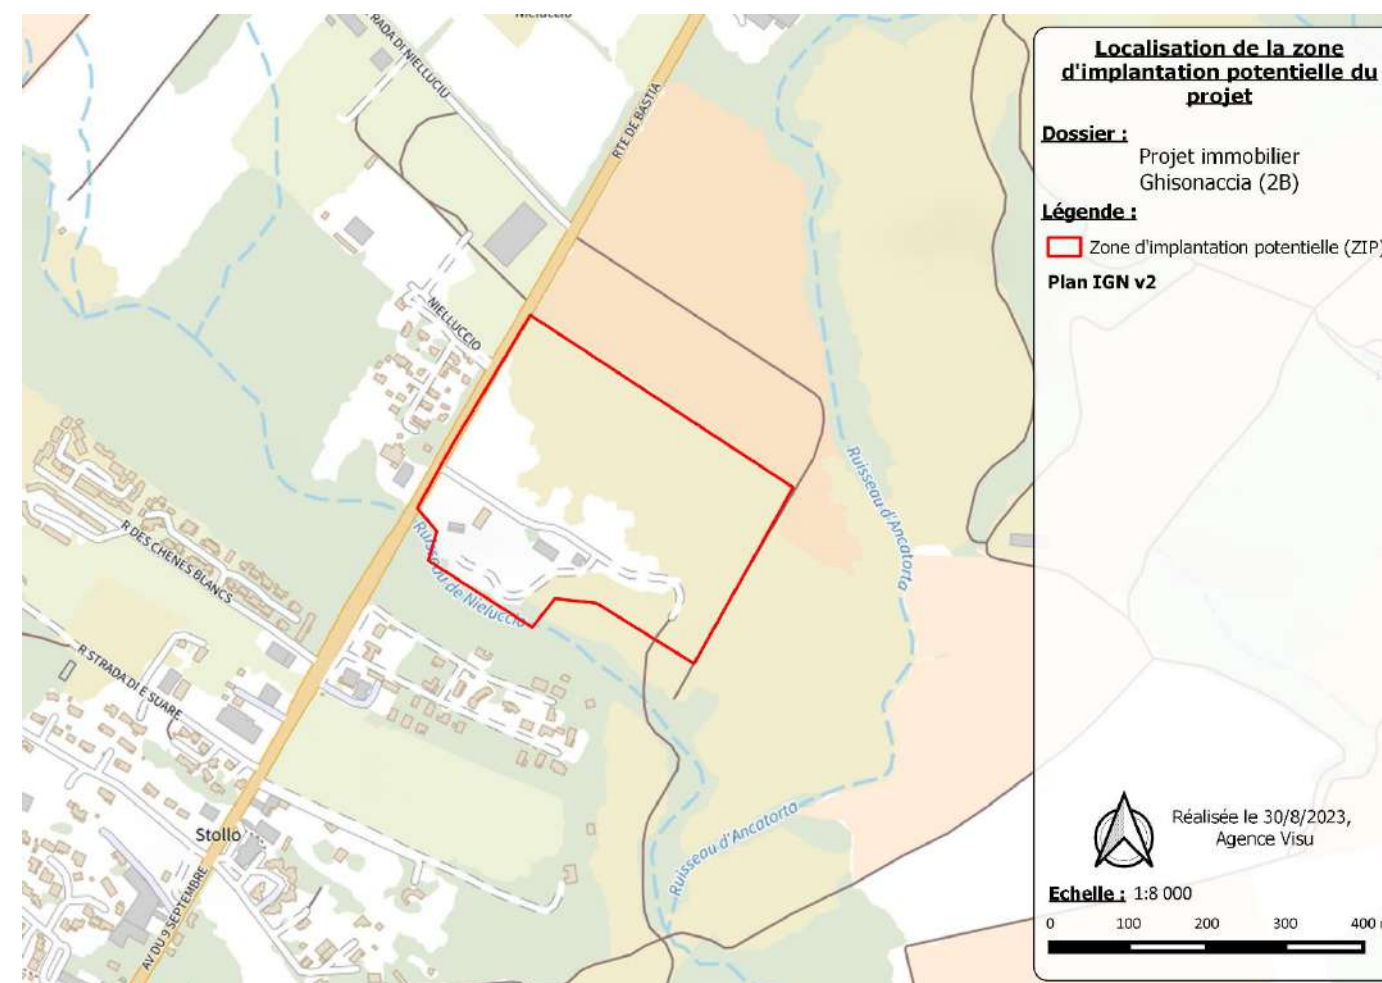 Nieluccio
STRADA DI NIELLUCIU
RTE DE BASTIA
NIELLUCCIO
Ruisseau d'Ancatorta
Ruisseau de Nieluccio
R DES CHENES BLANCS
R STRADA DI E SUARE
Stollo
Ruisseau d'Ancatorta
AV DU 9 SEPTEMBRE
Localisation de la zone
d'implantation potentielle du
projet
Dossier :
Projet immobilier
Ghisonaccia (2B)
Légende :
Zone d'implantation potentielle (ZIP)
Plan IGN v2
Réalisée le 30/8/2023,
Agence Visu
Echelle : 1:8 000
0 100 200 300 400